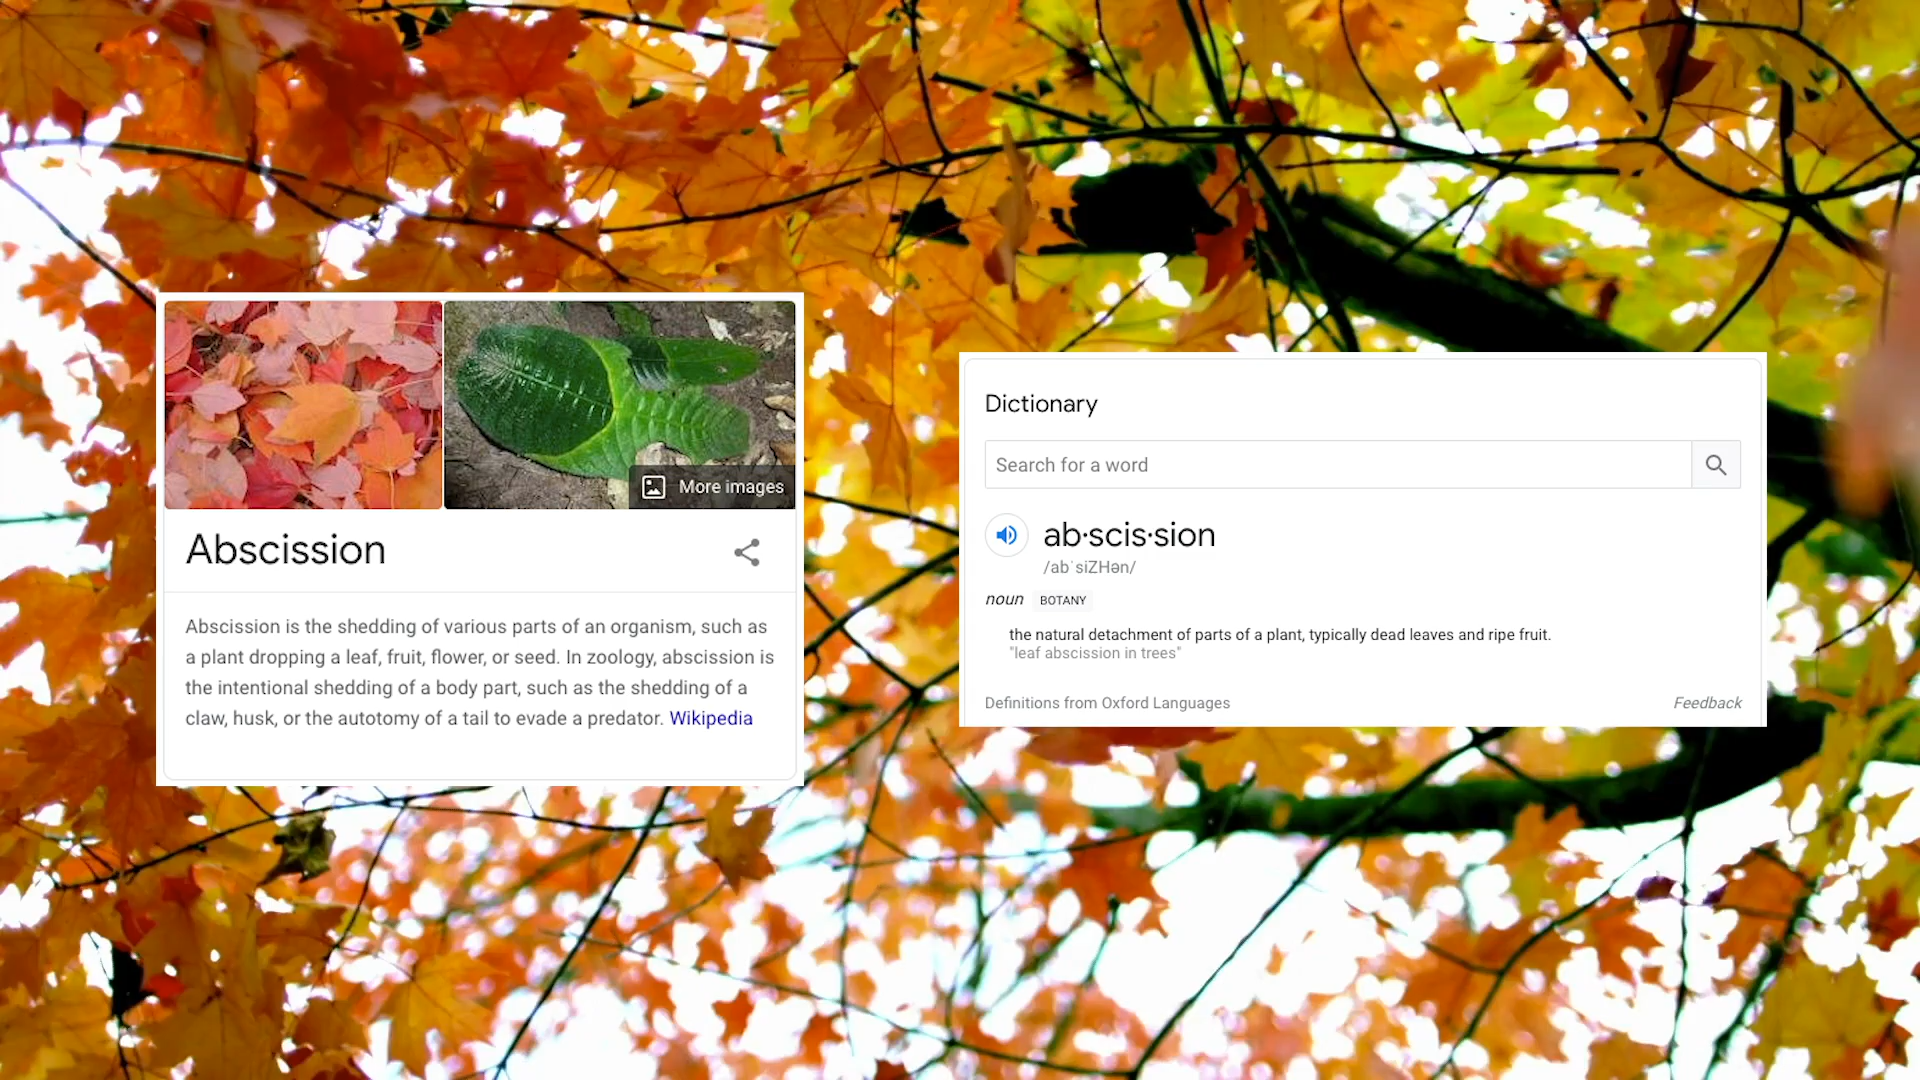 More images
Abscission
Abscission is the shedding of various parts of an organism, such as
a plant dropping a leaf, fruit, flower, or seed. In zoology, abscission is
the intentional shedding of a body part, such as the shedding of a
claw, husk, or the autotomy of a tail to evade a predator. Wikipedia
Dictionary
Search for a word
ab·scis·sion
/abˈsiZHən/
noun BOTANY
the natural detachment of parts of a plant, typically dead leaves and ripe fruit.
"leaf abscission in trees"
Definitions from Oxford Languages Feedback